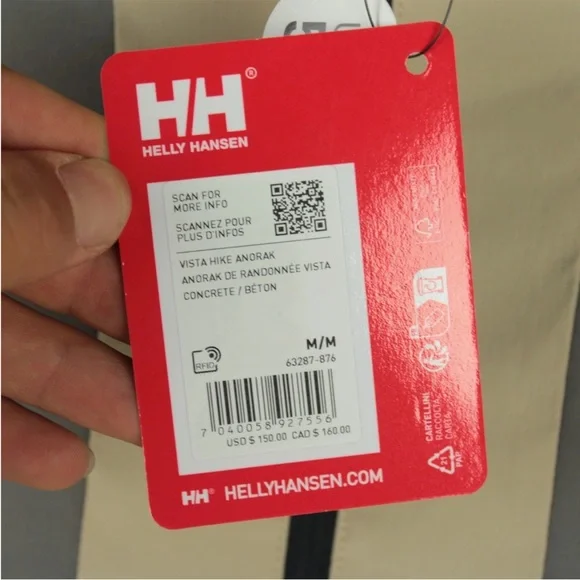 HH®
HELLY HANSEN
SCAN FOR
MORE INFO
SCANNEZ POUR
PLUS D'INFOS
VISTA HIKE ANORAK
ANORAK DE RANDONNÉE VISTA
CONCRETE / BÉTON
M/M
63287-876
RFID
7 040058 927556
USD $ 150.00 CAD $ 160.00
HH® HELLYHANSEN.COM
CARTELLINI
RACCOLTA
CARTA
21
PAP